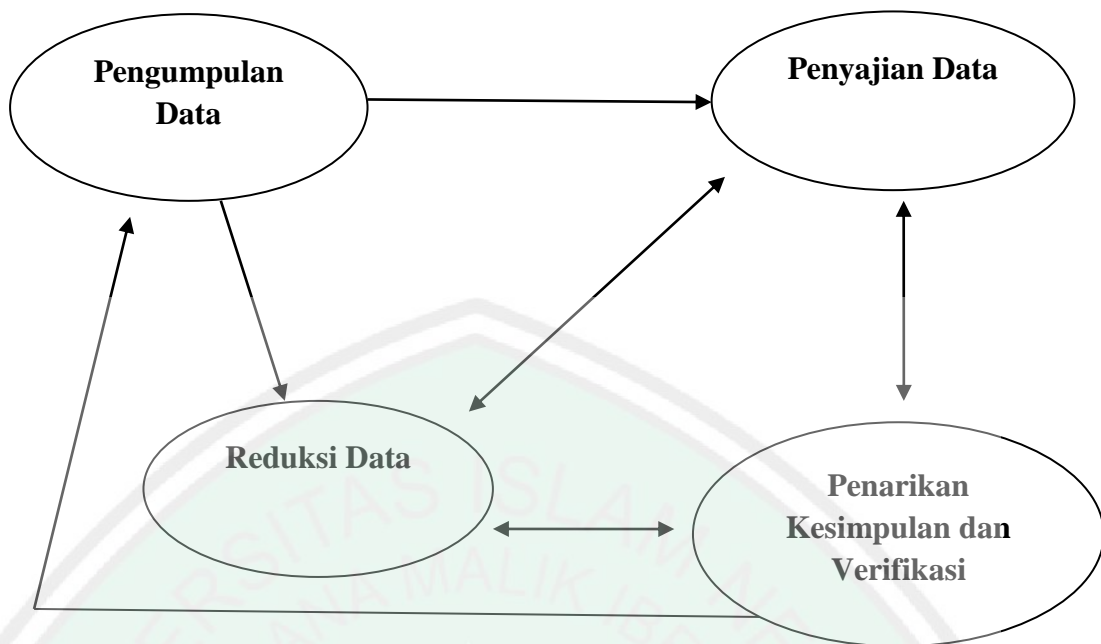 Pengumpulan
Data
Penyajian Data
Reduksi Data
Penarikan
Kesimpulan dan
Verifikasi